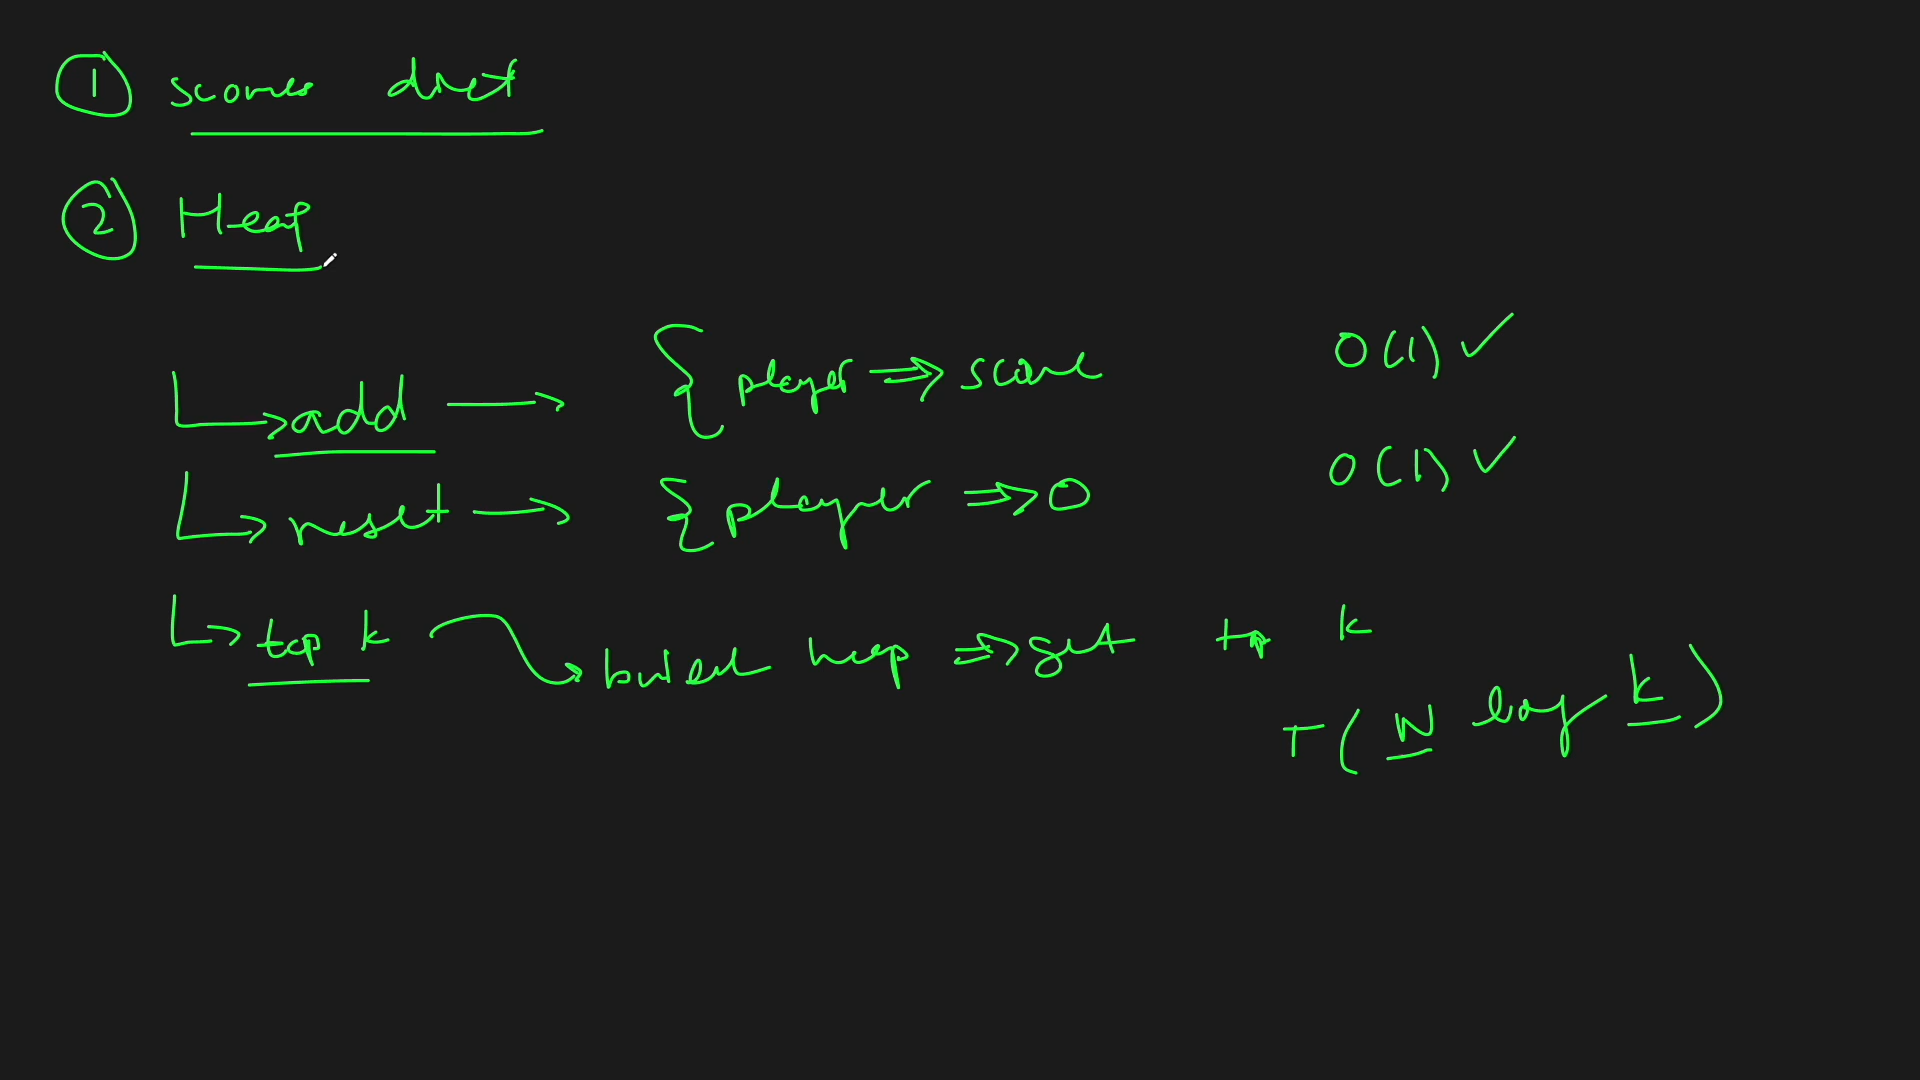 ① scores dict
② Heap
↳ add → { player ⇒ score O(1) ✓
↳ reset → { player ⇒ 0 O(1) ✓
↳ top k → build heap ⇒ get top k
T(N log k)